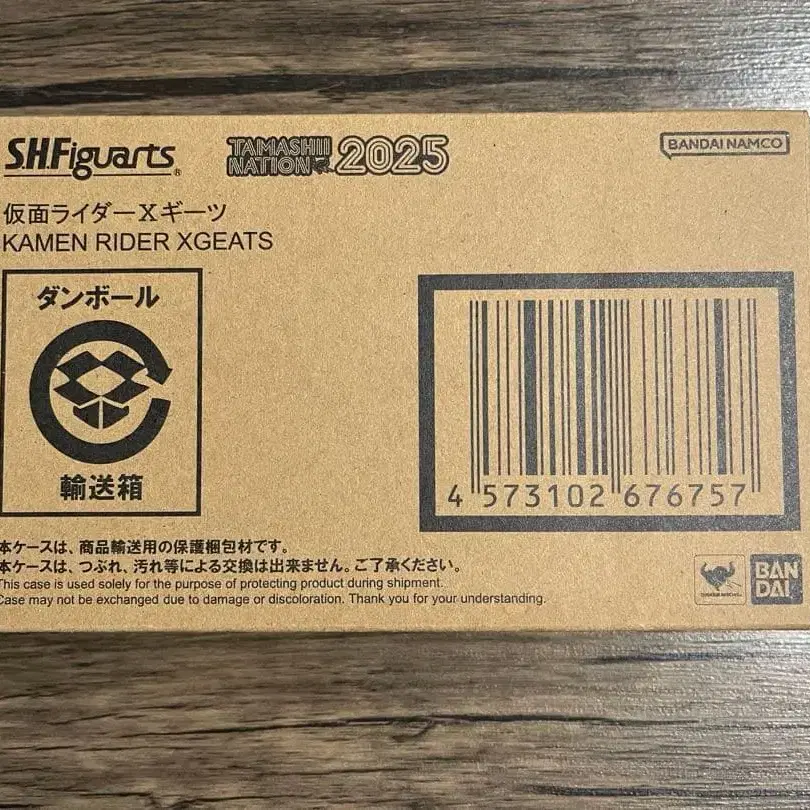 S.H.Figuarts®
TAMASHII NATION 2025
BANDAI NAMCO
仮面ライダーXギーツ
KAMEN RIDER XGEATS
ダンボール
輸送箱
4 573102 676757
本ケースは、商品輸送用の保護梱包材です。
本ケースは、つぶれ、汚れ等による交換は出来ません。ご了承ください。
This case is used solely for the purpose of protecting product during shipment.
Case may not be exchanged due to damage or discoloration. Thank you for your understanding.
BAN
DAI